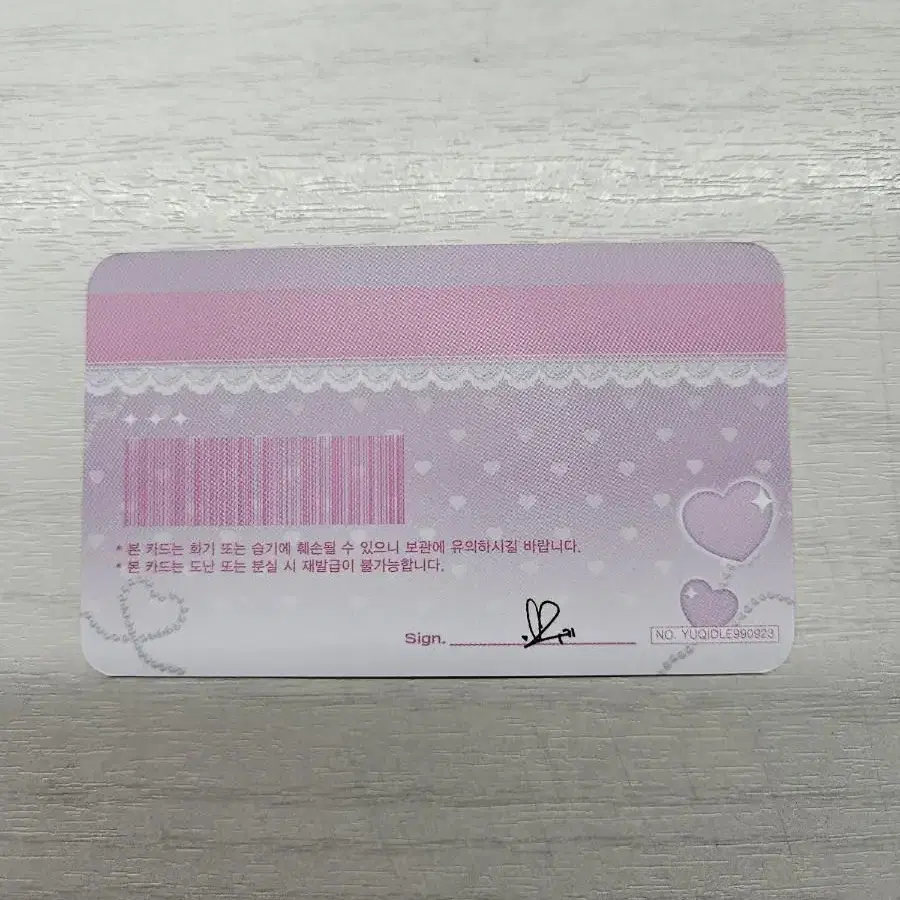 * 본 카드는 화기 또는 습기에 훼손될 수 있으니 보관에 유의하시길 바랍니다.
* 본 카드는 도난 또는 분실 시 재발급이 불가능합니다.
Sign.
NO. YUQIDLE990923